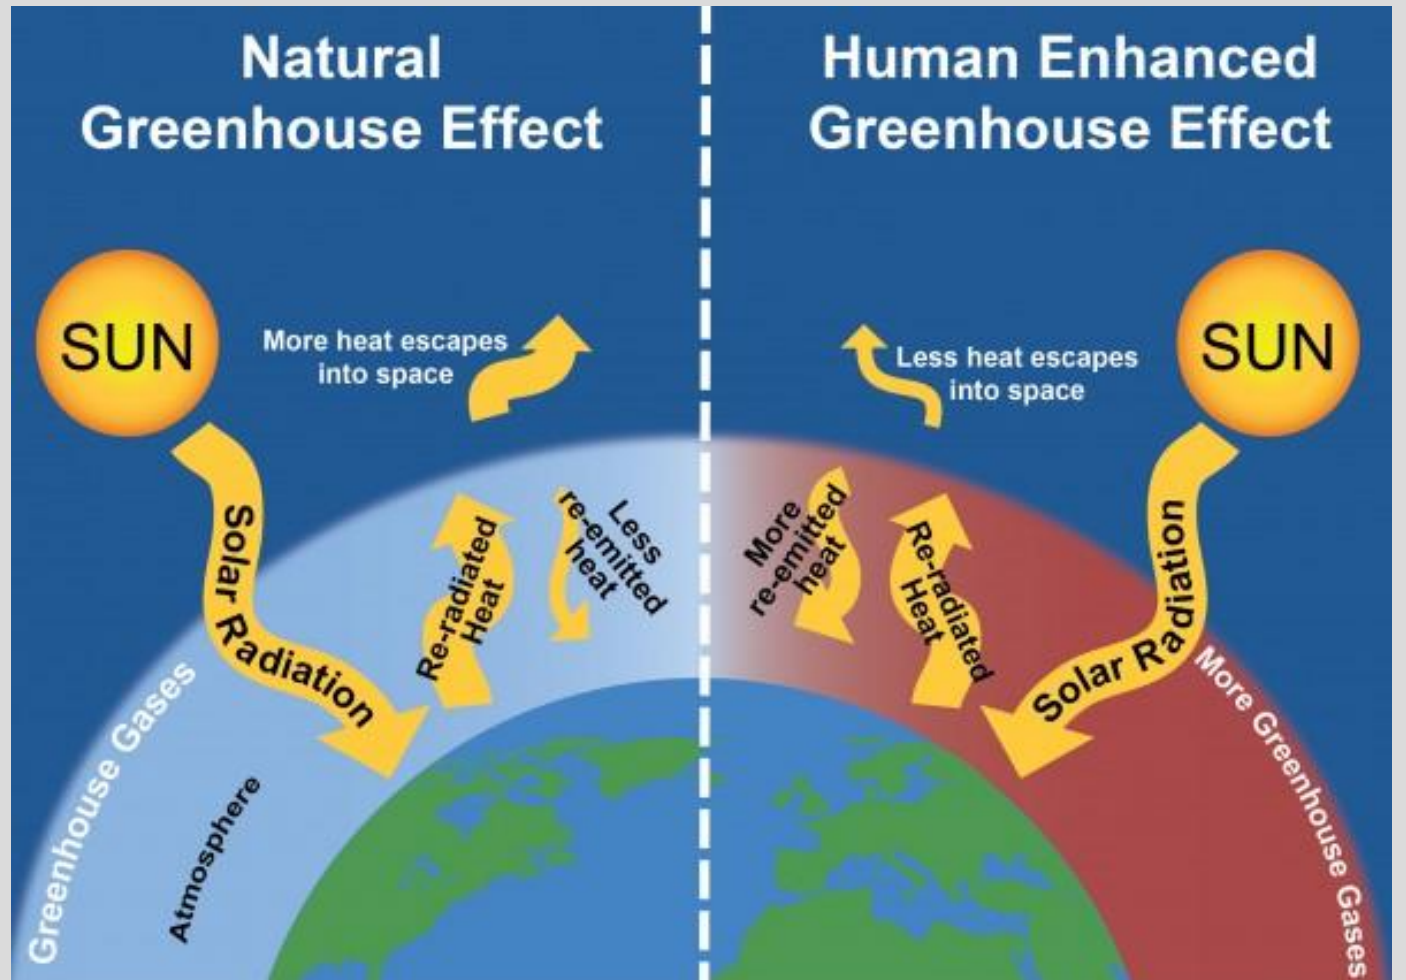 Natural
Greenhouse Effect
SUN
More heat escapes
into space
Solar Radiation
Re-radiated
Heat
Less
re-emitted
heat
Greenhouse Gases
Atmosphere
Human Enhanced
Greenhouse Effect
SUN
Less heat escapes
into space
More
re-emitted
heat
Re-radiated
Heat
Solar Radiation
More Greenhouse Gases